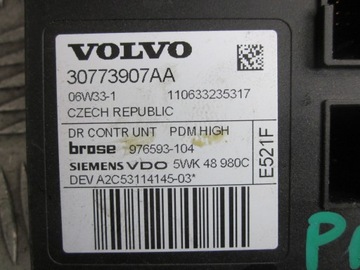 VOLVO
30773907AA
06W33-1 110633235317
CZECH REPUBLIC
DR CONTR UNT PDM HIGH
brose 976593-104
SIEMENS VDO 5WK 48 980C
DEV A2C53114145-03*
E521F